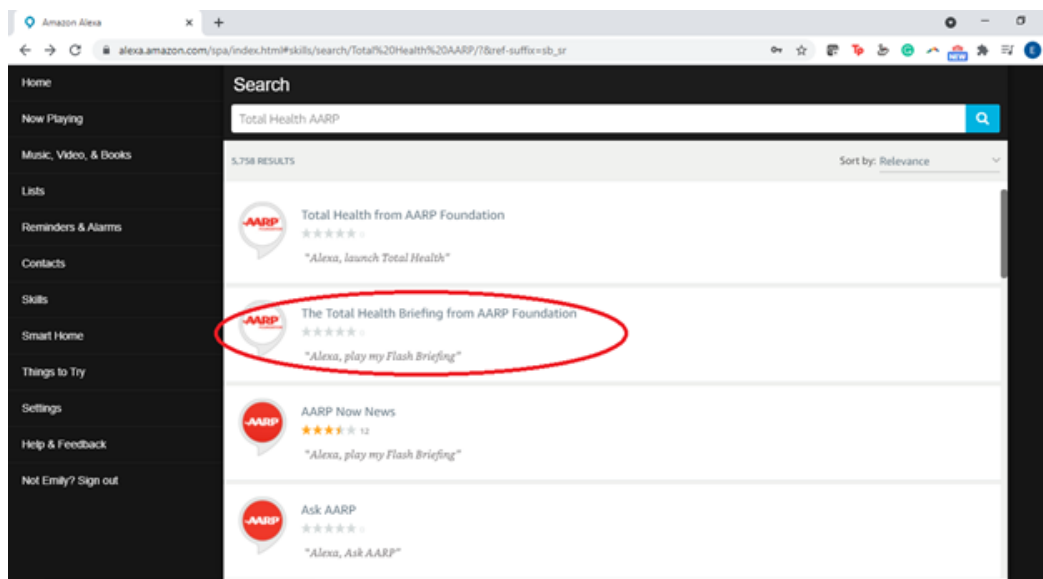 Amazon Alexa
alexa.amazon.com/spa/index.html#skills/search/Total%20Health%20AARP/?&ref-suffix=sb_sr
Tp
NEW
E
Home
Now Playing
Music, Video, & Books
Lists
Reminders & Alarms
Contacts
Skills
Smart Home
Things to Try
Settings
Help & Feedback
Not Emily? Sign out
Search
Total Health AARP
5,758 RESULTS
Sort by: Relevance
AARP
Total Health from AARP Foundation
"Alexa, launch Total Health"
AARP
The Total Health Briefing from AARP Foundation
"Alexa, play my Flash Briefing"
AARP
AARP Now News
12
"Alexa, play my Flash Briefing"
AARP
Ask AARP
"Alexa, Ask AARP"